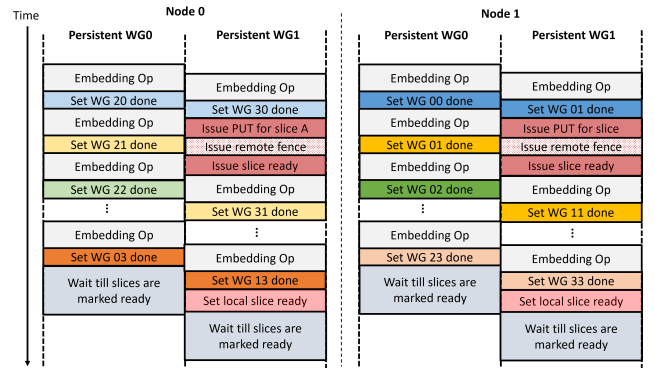 Time
Node 0
Node 1
Persistent WG0
Persistent WG1
Persistent WG0
Persistent WG1
Embedding Op
Set WG 20 done
Embedding Op
Set WG 21 done
Embedding Op
Set WG 22 done
...
Embedding Op
Set WG 03 done
Wait till slices are
marked ready
Embedding Op
Set WG 30 done
Issue PUT for slice A
Issue remote fence
Issue slice ready
Embedding Op
Set WG 31 done
...
Embedding Op
Set WG 13 done
Set local slice ready
Wait till slices are
marked ready
Embedding Op
Set WG 00 done
Embedding Op
Set WG 01 done
Embedding Op
Set WG 02 done
...
Embedding Op
Set WG 23 done
Wait till slices are
marked ready
Embedding Op
Set WG 01 done
Issue PUT for slice
Issue remote fence
Issue slice ready
Embedding Op
Set WG 11 done
...
Embedding Op
Set WG 33 done
Set local slice ready
Wait till slices are
marked ready